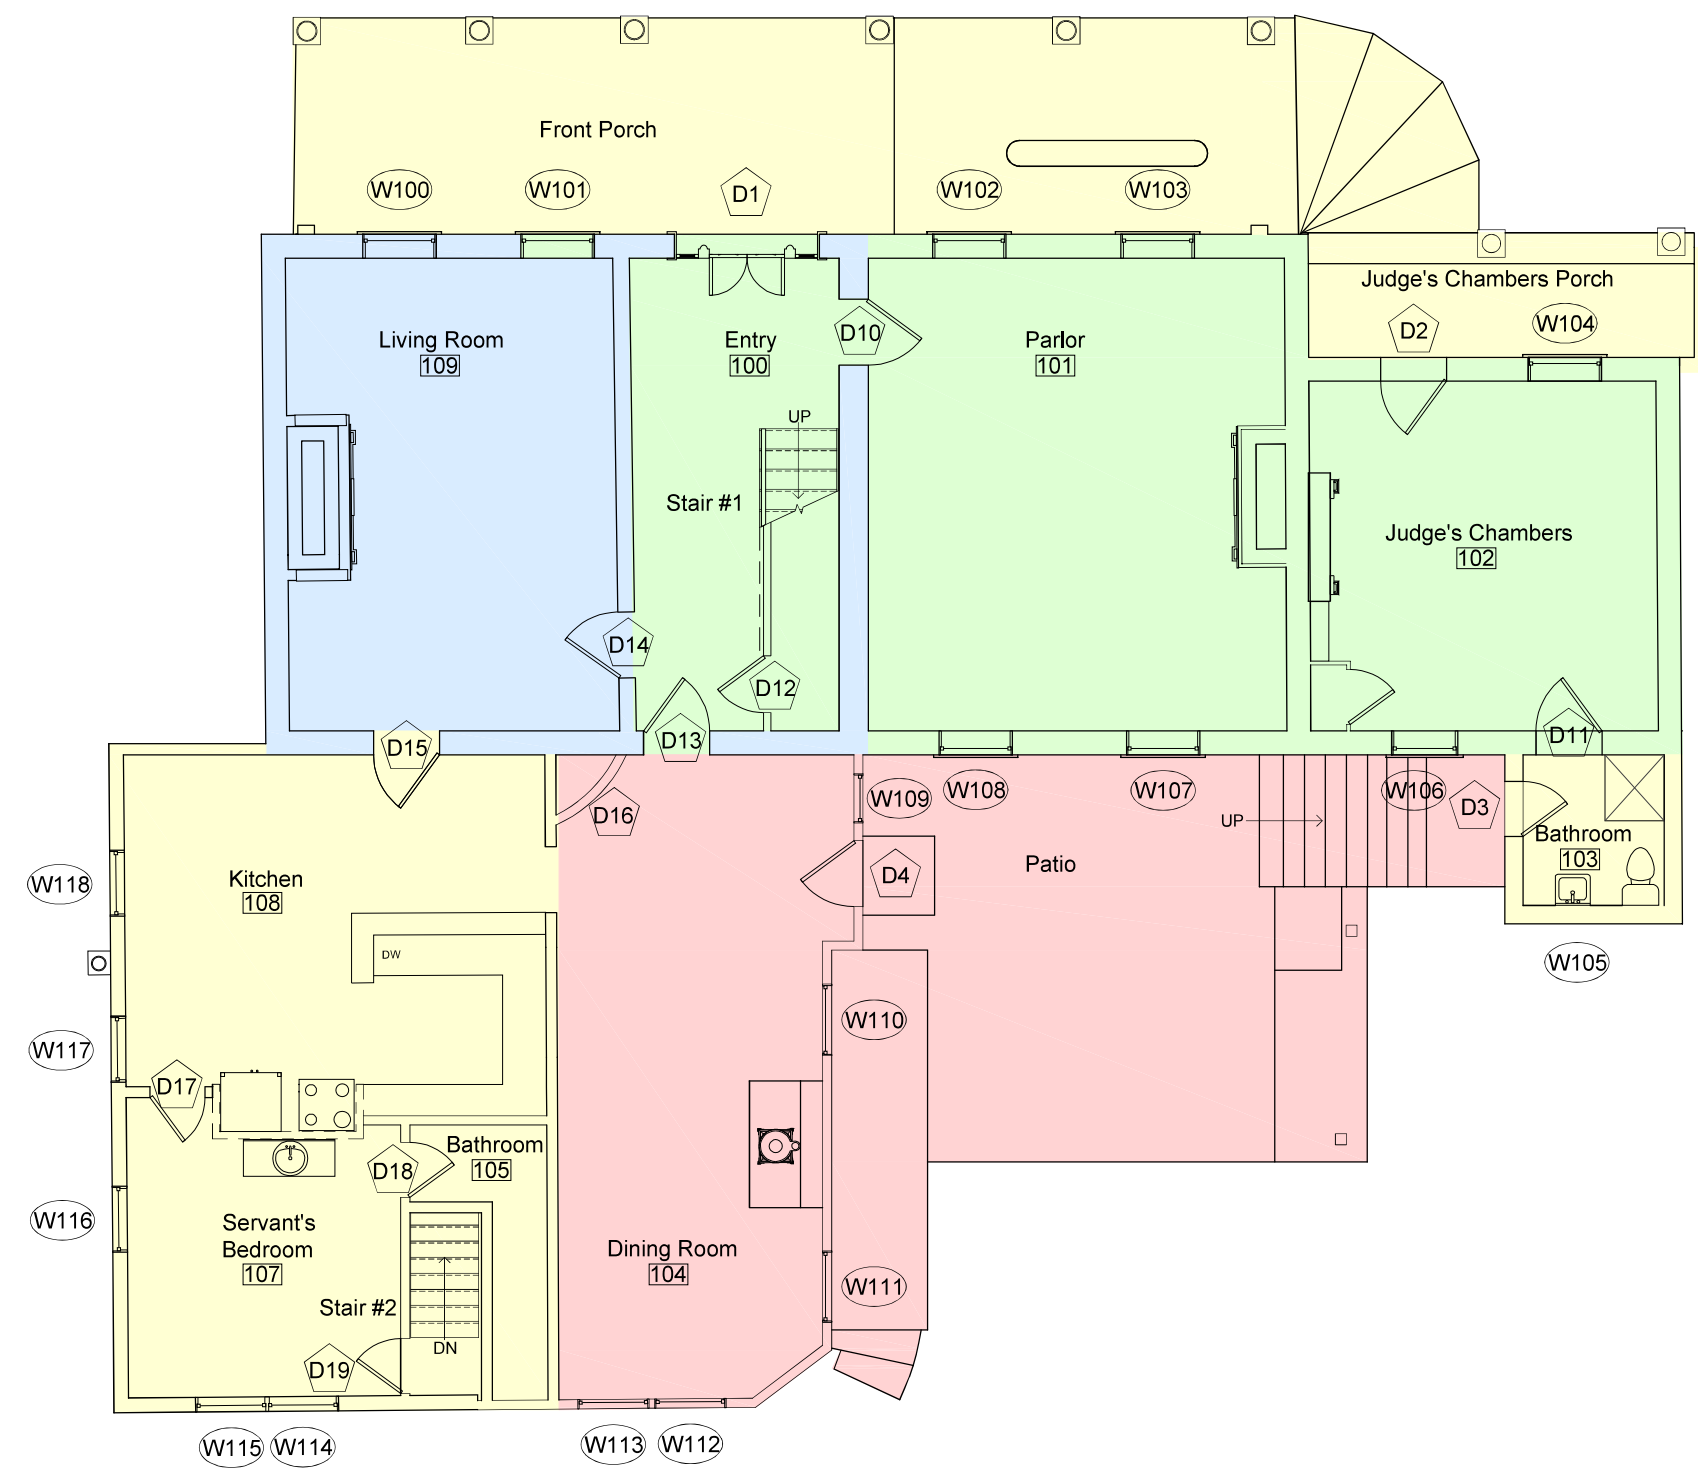 Front Porch
W100
W101
D1
W102
W103
Judge's Chambers Porch
D2
W104
Living Room
109
Entry
100
D10
Parlor
101
UP
Stair #1
Judge's Chambers
102
D14
D12
D13
D15
D11
W109
W108
W107
W106
D3
D16
UP
Bathroom
103
Patio
D4
W118
Kitchen
108
DW
W105
W110
W117
D17
Bathroom
105
D18
W116
Servant's
Bedroom
107
Dining Room
104
W111
Stair #2
DN
D19
W115
W114
W113
W112